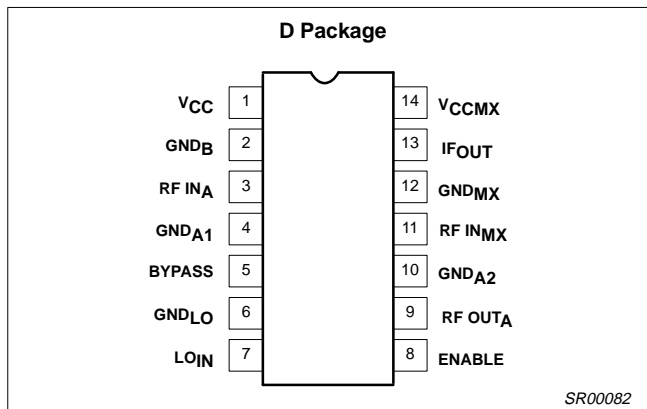 D Package
VCC 1 14 VCCMX
GNDB 2 13 IFOUT
RF INA 3 12 GNDMX
GNDA1 4 11 RF INMX
BYPASS 5 10 GNDA2
GNDLO 6 9 RF OUTA
LOIN 7 8 ENABLE
SR00082